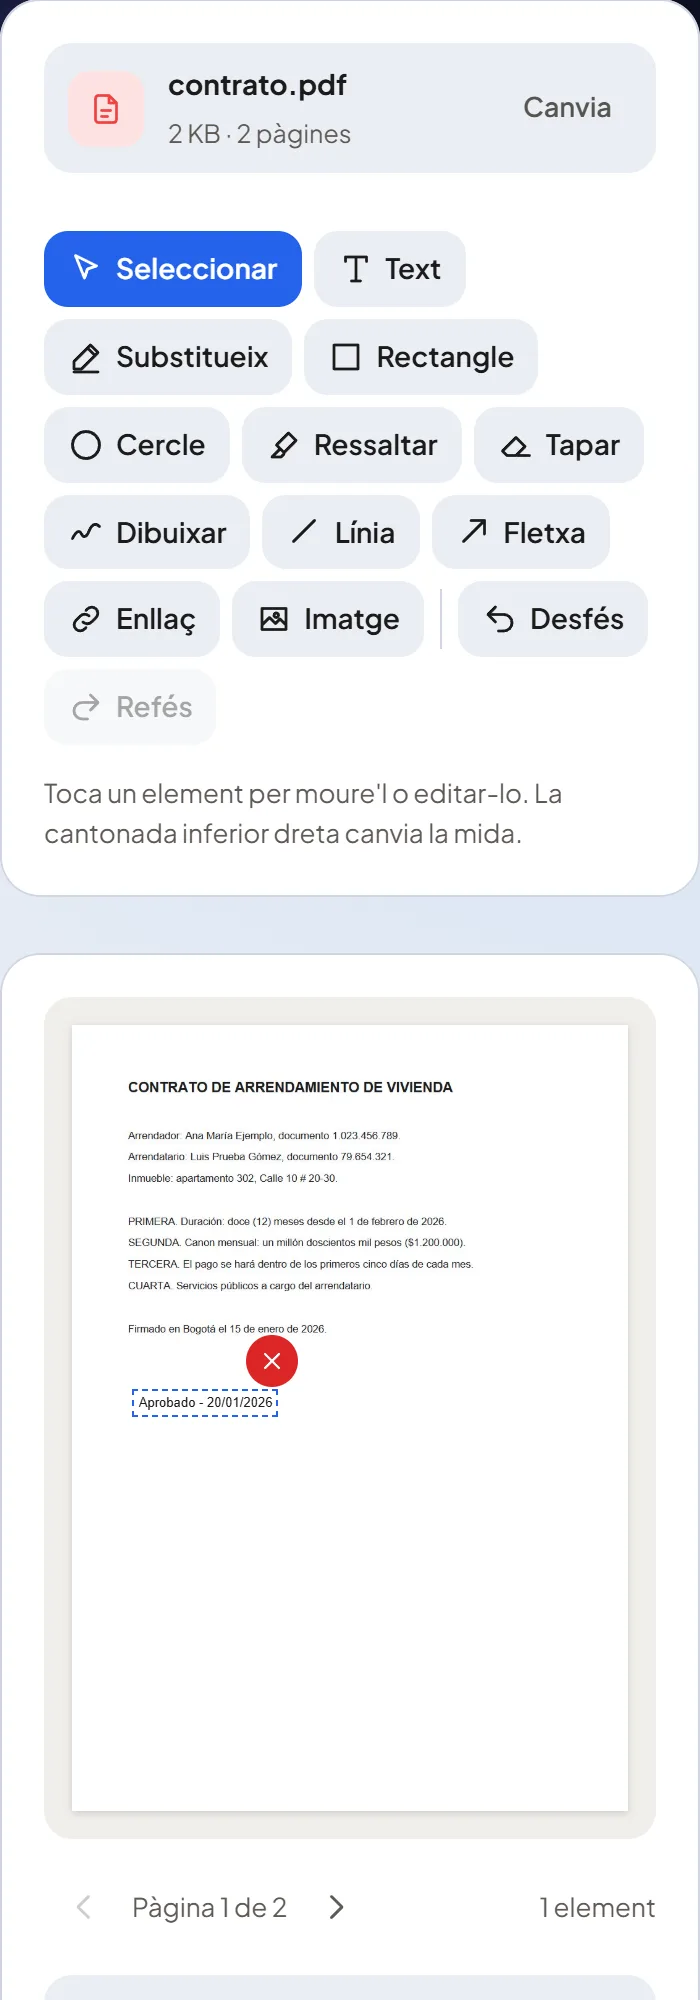 contrato.pdf
2 KB · 2 pàgines
Canvia
Seleccionar
Text
Substitueix
Rectangle
Cercle
Ressaltar
Tapar
Dibuixar
Línia
Fletxa
Enllaç
Imatge
Desfés
Refés
Toca un element per moure'l o editar-lo. La
cantonada inferior dreta canvia la mida.
CONTRATO DE ARRENDAMIENTO DE VIVIENDA
Arrendador: Ana María Ejemplo, documento 1.023.456.789.
Arrendatario: Luis Prueba Gómez, documento 79.654.321.
Inmueble: apartamento 302, Calle 10 # 20-30.
PRIMERA. Duración: doce (12) meses desde el 1 de febrero de 2026.
SEGUNDA. Canon mensual: un millón doscientos mil pesos ($1.200.000).
TERCERA. El pago se hará dentro de los primeros cinco días de cada mes.
CUARTA. Servicios públicos a cargo del arrendatario.
Firmado en Bogotá el 15 de enero de 2026.
Aprobado - 20/01/2026
Pàgina 1 de 2
1 element